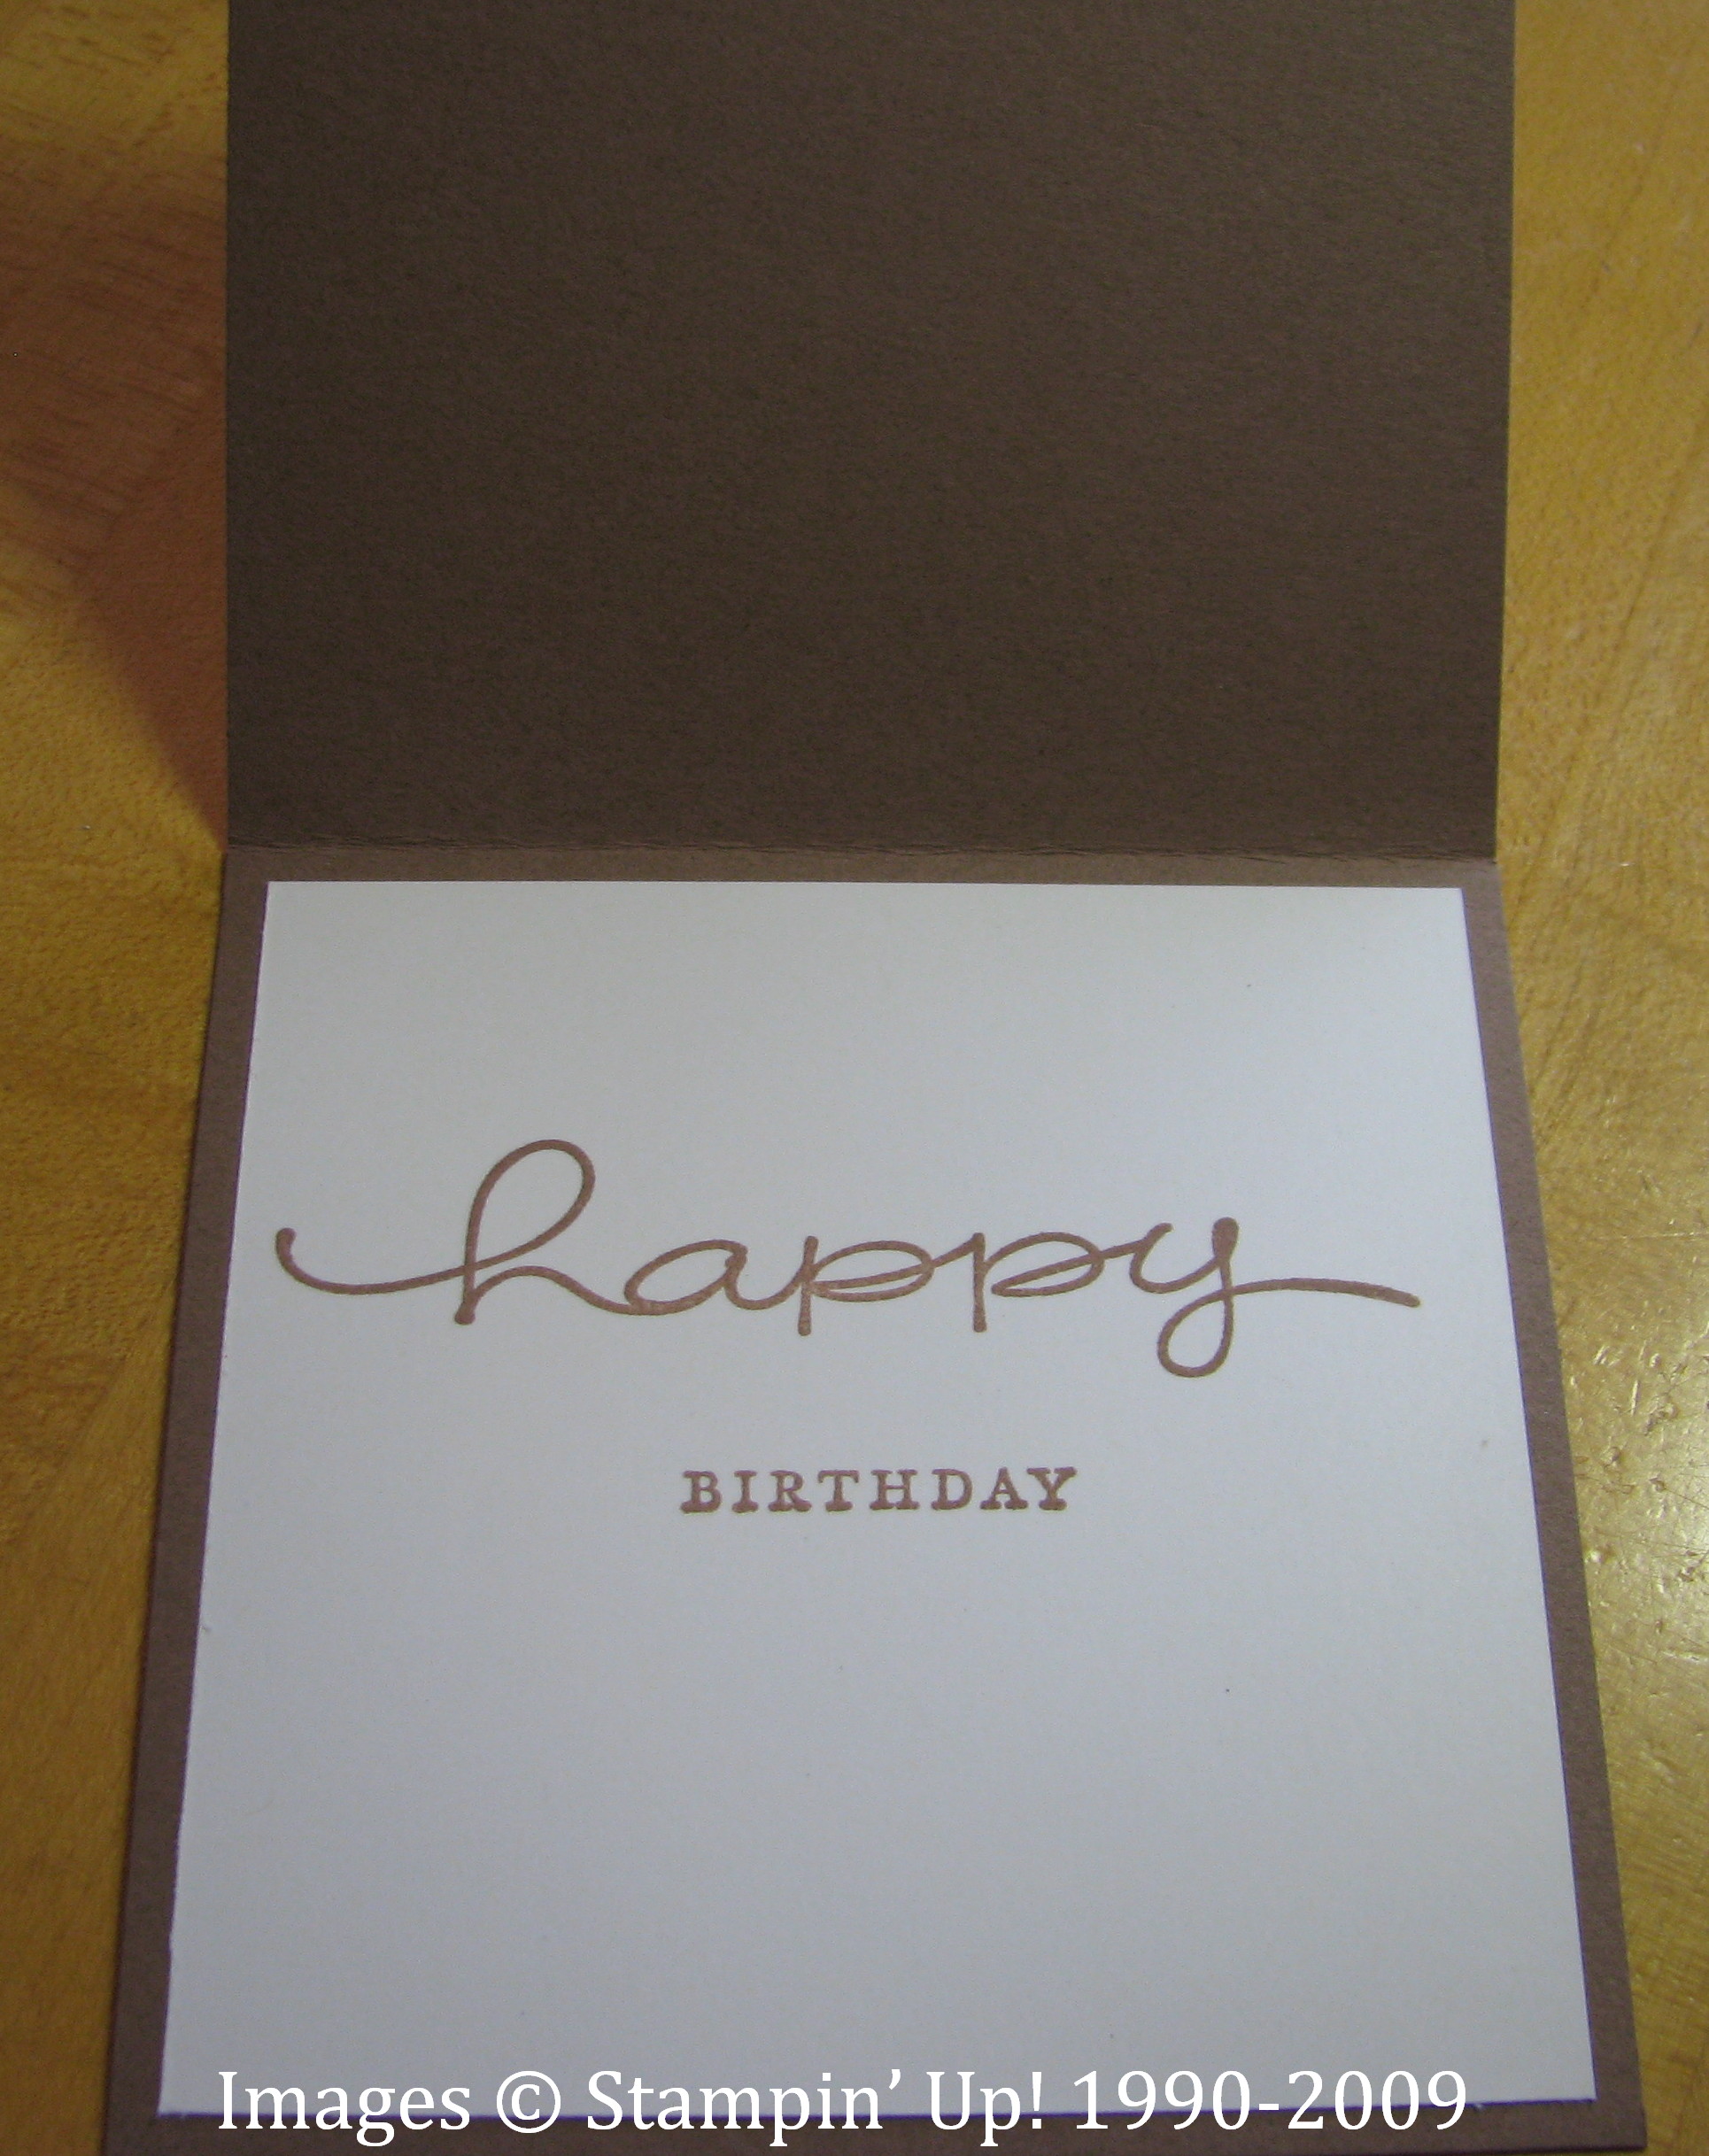 happy
BIRTHDAY
Images © Stampin’ Up! 1990-2009